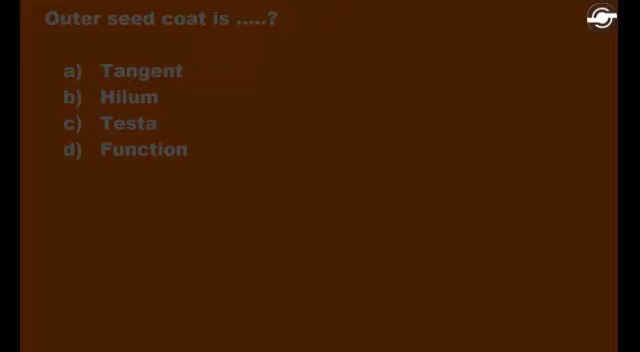 Outer seed coat is .....?
a) Tangent
b) Hilum
c) Testa
d) Function